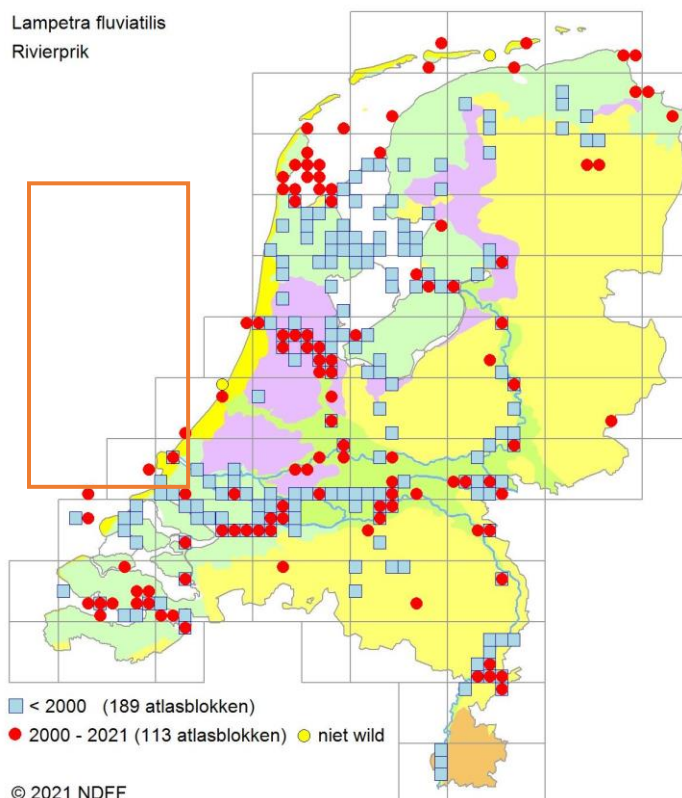 Lampetra fluviatilis
Rivierprik
< 2000 (189 atlasblokken)
2000 - 2021 (113 atlasblokken) niet wild
© 2021 NDFF